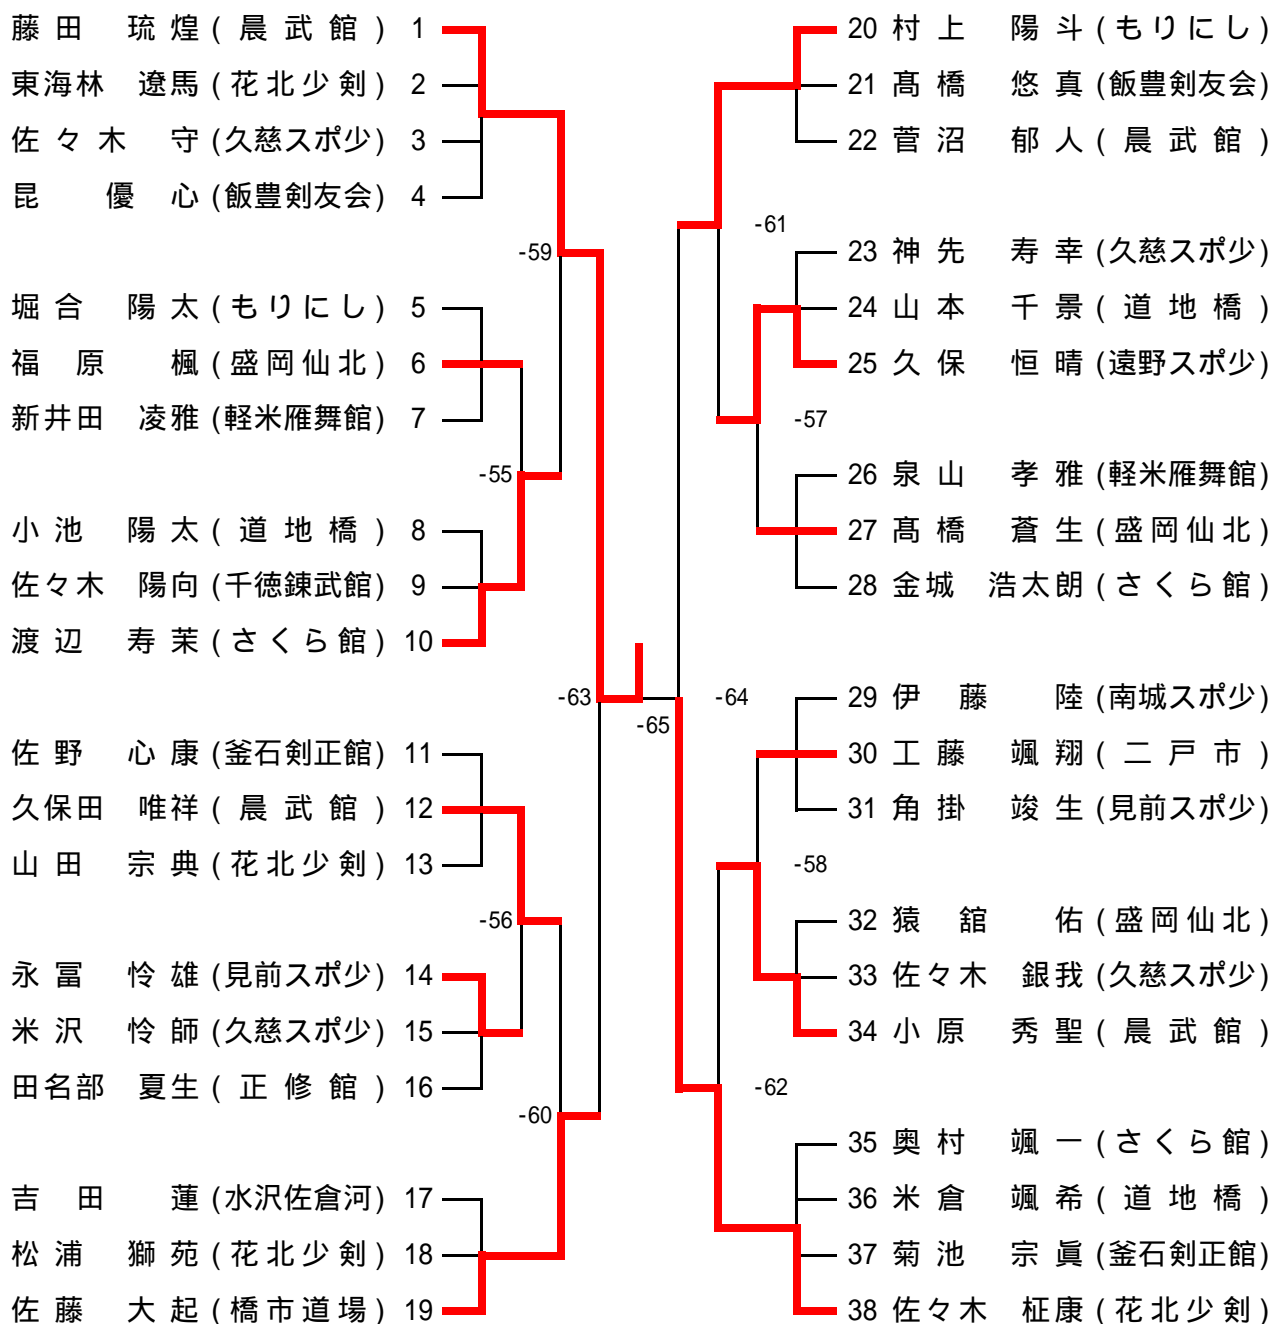 藤田　琉煌(晨武館) 1
東海林　遼馬(花北少剣) 2
佐々木　守(久慈スポ少) 3
昆　優心(飯豊剣友会) 4
-59
堀合　陽太(もりにし) 5
福原　楓(盛岡仙北) 6
新井田　凌雅(軽米雁舞館) 7
-55
小池　陽太(道地橋) 8
佐々木　陽向(千徳錬武館) 9
渡辺　寿茉(さくら館) 10
-63
佐野　心康(釜石剣正館) 11
久保田　唯祥(晨武館) 12
山田　宗典(花北少剣) 13
-56
永冨　怜雄(見前スポ少) 14
米沢　怜師(久慈スポ少) 15
田名部　夏生(正修館) 16
-60
吉田　蓮(水沢佐倉河) 17
松浦　獅苑(花北少剣) 18
佐藤　大起(橋市道場) 19
-65
20 村上　陽斗(もりにし)
21 髙橋　悠真(飯豊剣友会)
22 菅沼　郁人(晨武館)
-61
23 神先　寿幸(久慈スポ少)
24 山本　千景(道地橋)
25 久保　恒晴(遠野スポ少)
-57
26 泉山　孝雅(軽米雁舞館)
27 髙橋　蒼生(盛岡仙北)
28 金城　浩太朗(さくら館)
-64
29 伊藤　陸(南城スポ少)
30 工藤　颯翔(二戸市)
31 角掛　竣生(見前スポ少)
-58
32 猿舘　佑(盛岡仙北)
33 佐々木　銀我(久慈スポ少)
34 小原　秀聖(晨武館)
-62
35 奥村　颯一(さくら館)
36 米倉　颯希(道地橋)
37 菊池　宗眞(釜石剣正館)
38 佐々木　柾康(花北少剣)